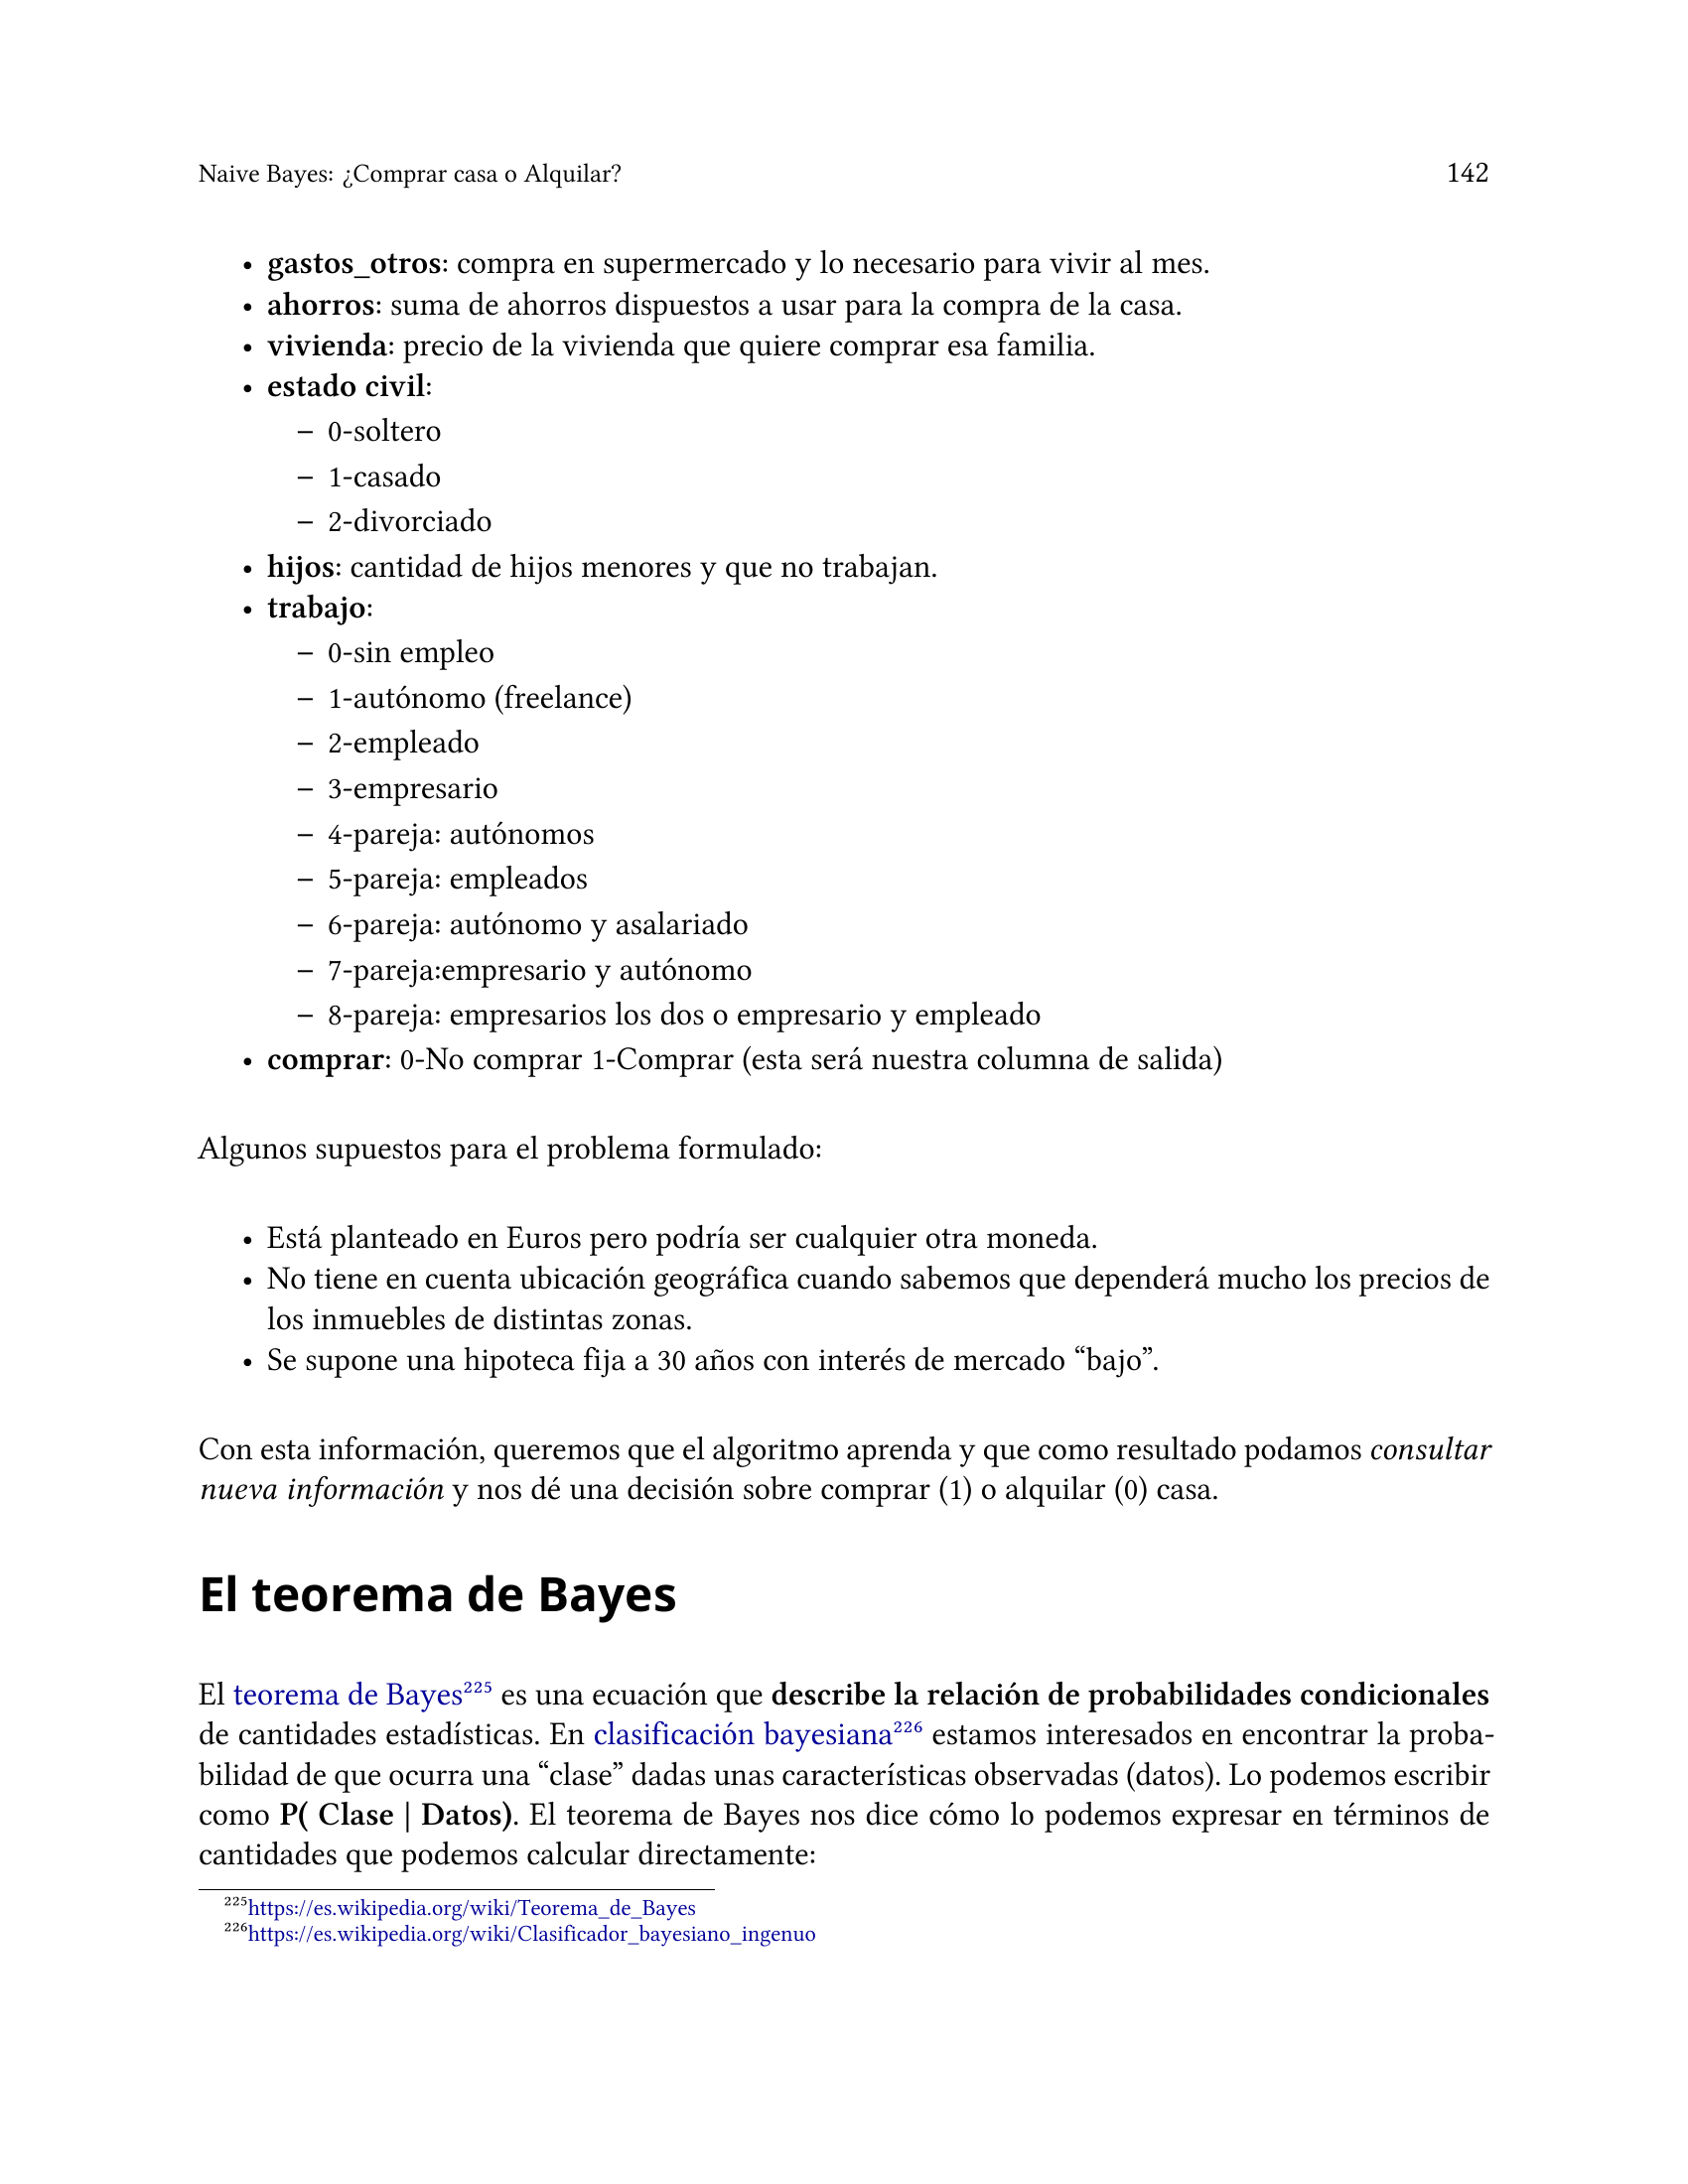 Naive Bayes: ¿Comprar casa o Alquilar? 142
• gastos_otros: compra en supermercado y lo necesario para vivir al mes.
• ahorros: suma de ahorros dispuestos a usar para la compra de la casa.
• vivienda: precio de la vivienda que quiere comprar esa familia.
• estado civil:
– 0-soltero
– 1-casado
– 2-divorciado
• hijos: cantidad de hijos menores y que no trabajan.
• trabajo:
– 0-sin empleo
– 1-autónomo (freelance)
– 2-empleado
– 3-empresario
– 4-pareja: autónomos
– 5-pareja: empleados
– 6-pareja: autónomo y asalariado
– 7-pareja:empresario y autónomo
– 8-pareja: empresarios los dos o empresario y empleado
• comprar: 0-No comprar 1-Comprar (esta será nuestra columna de salida)
Algunos supuestos para el problema formulado:
• Está planteado en Euros pero podría ser cualquier otra moneda.
• No tiene en cuenta ubicación geográfica cuando sabemos que dependerá mucho los precios de
los inmuebles de distintas zonas.
• Se supone una hipoteca fija a 30 años con interés de mercado “bajo”.
Con esta información, queremos que el algoritmo aprenda y que como resultado podamos consultar
nueva información y nos dé una decisión sobre comprar (1) o alquilar (0) casa.
El teorema de Bayes
El teorema de Bayes²²⁵ es una ecuación que describe la relación de probabilidades condicionales
de cantidades estadísticas. En clasificación bayesiana²²⁶ estamos interesados en encontrar la proba-
bilidad de que ocurra una “clase” dadas unas características observadas (datos). Lo podemos escribir
como P( Clase | Datos). El teorema de Bayes nos dice cómo lo podemos expresar en términos de
cantidades que podemos calcular directamente:
²²⁵https://es.wikipedia.org/wiki/Teorema_de_Bayes
²²⁶https://es.wikipedia.org/wiki/Clasificador_bayesiano_ingenuo